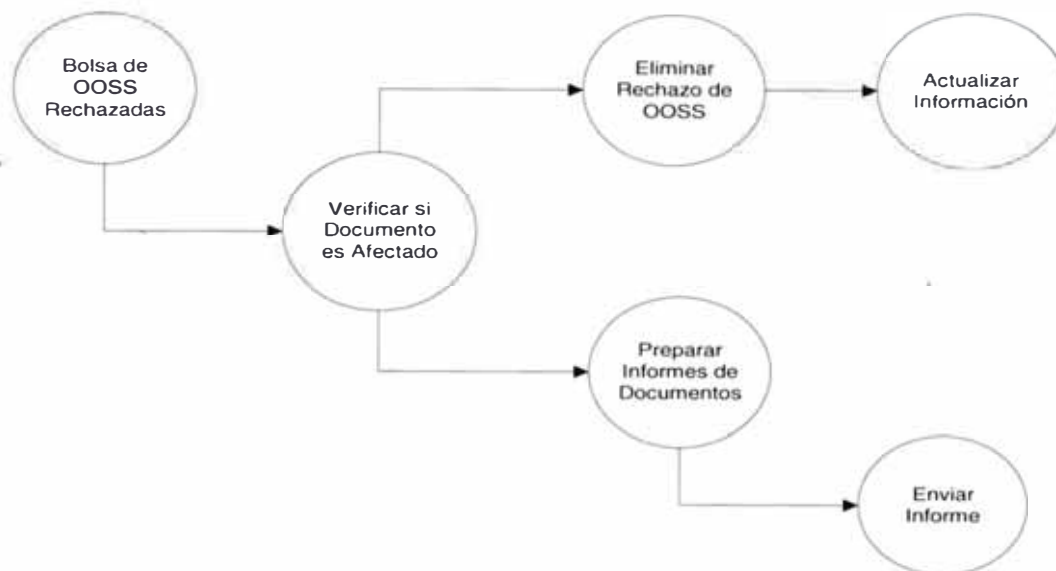 Bolsa de
OOSS
Rechazadas
Verificar si
Documento
es Afectado
Eliminar
Rechazo de
OOSS
Actualizar
Información
Preparar
Informes de
Documentos
Enviar
Informe